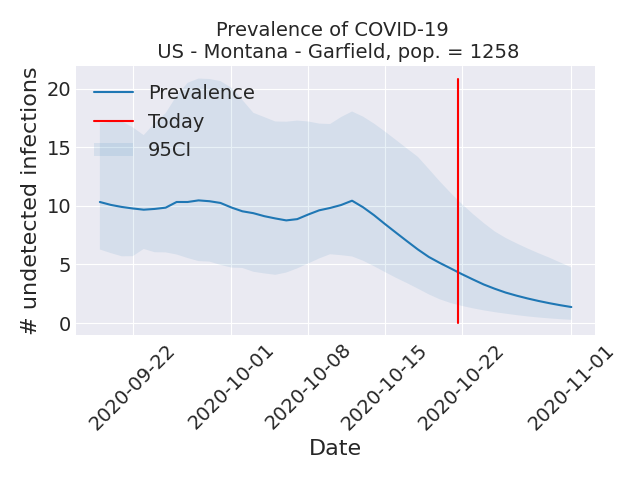 Prevalence of COVID-19
US - Montana - Garfield, pop. = 1258
# undetected infections
20
15
10
5
0
Prevalence
Today
95CI
2020-09-22
2020-10-01
2020-10-08
2020-10-15
2020-10-22
2020-11-01
Date